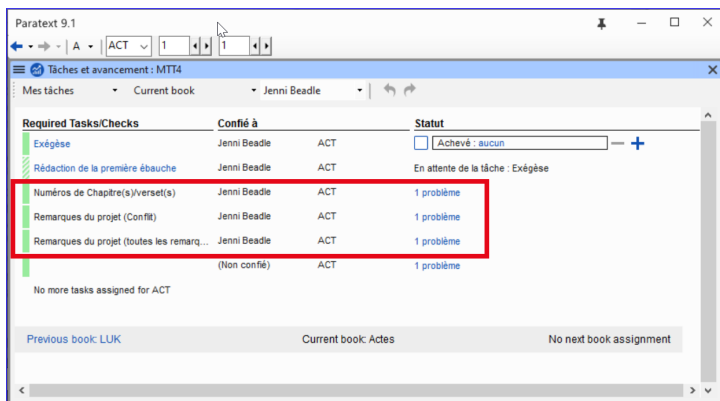 Paratext 9.1
A ACT 1 1
Tâches et avancement : MTT4
Mes tâches Current book Jenni Beadle
Required Tasks/Checks Confié à Statut
Exégèse Jenni Beadle ACT Achevé : aucun
Rédaction de la première ébauche Jenni Beadle ACT En attente de la tâche : Exégèse
Numéros de Chapitre(s)/verset(s) Jenni Beadle ACT 1 problème
Remarques du projet (Conflit) Jenni Beadle ACT 1 problème
Remarques du projet (toutes les remarq... Jenni Beadle ACT 1 problème
(Non confié) ACT 1 problème
No more tasks assigned for ACT
Previous book: LUK Current book: Actes No next book assignment